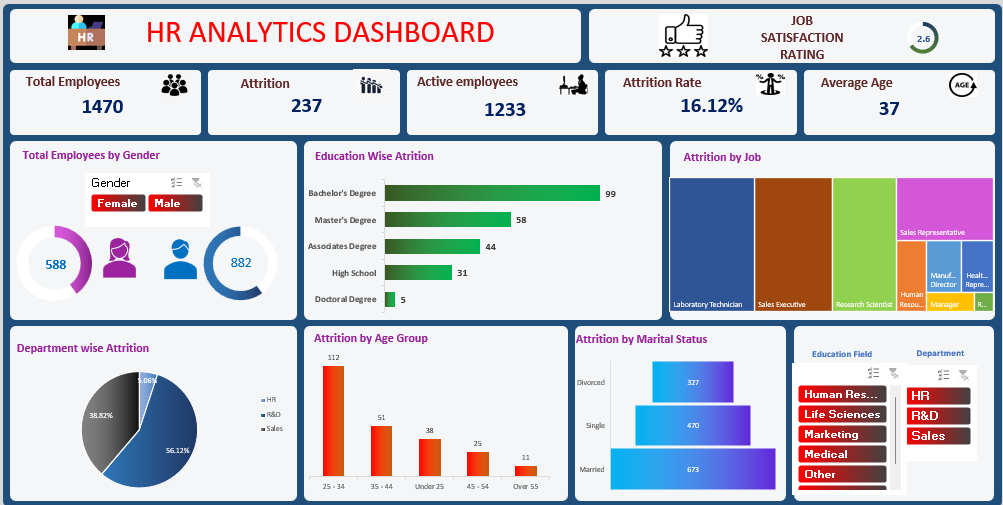 HR
HR ANALYTICS DASHBOARD
JOB
SATISFACTION
RATING
2.6
Total Employees
1470
Attrition
237
Active employees
1233
Attrition Rate
% %
16.12%
Average Age
AGE
37
Total Employees by Gender
Gender
Female Male
588
882
Education Wise Atrition
Bachelor's Degree 99
Master's Degree 58
Associates Degree 44
High School 31
Doctoral Degree 5
Attrition by Job
Laboratory Technician
Sales Executive
Research Scientist
Sales Representative
Human
Resou...
Manuf...
Director
Healt...
Repre...
Manager
R...
Department wise Attrition
5.06%
38.82%
56.12%
HR
R&D
Sales
Attrition by Age Group
112
51
38
25
11
25 - 34 35 - 44 Under 25 45 - 54 Over 55
Attrition by Marital Status
Divorced 327
Single 470
Married 673
Education Field
Human Res...
Life Sciences
Marketing
Medical
Other
Department
HR
R&D
Sales